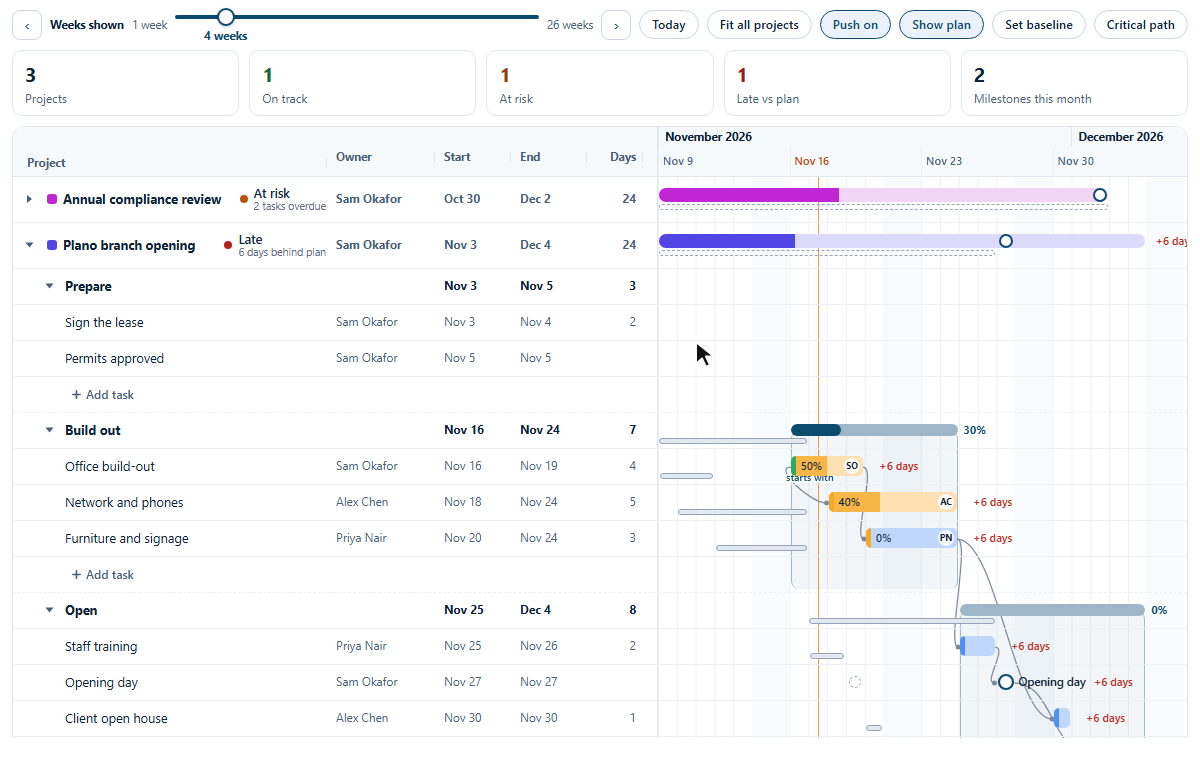 ‹ Weeks shown 1 week 4 weeks 26 weeks › Today Fit all projects Push on Show plan Set baseline Critical path
3 1 1 1 2
Projects On track At risk Late vs plan Milestones this month
November 2026 December 2026
Project Owner Start End Days Nov 9 Nov 16 Nov 23 Nov 30
Annual compliance review At risk Sam Okafor Oct 30 Dec 2 24
2 tasks overdue
Plano branch opening Late Sam Okafor Nov 3 Dec 4 24
6 days behind plan
Prepare Nov 3 Nov 5 3
Sign the lease Sam Okafor Nov 3 Nov 4 2
Permits approved Sam Okafor Nov 5 Nov 5
+ Add task
Build out Nov 16 Nov 24 7 30%
Office build-out Sam Okafor Nov 16 Nov 19 4 50% SO +6 days
starts with
Network and phones Alex Chen Nov 18 Nov 24 5 40% AC +6 days
Furniture and signage Priya Nair Nov 20 Nov 24 3 0% PN +6 days
+ Add task
Open Nov 25 Dec 4 8 0%
Staff training Priya Nair Nov 25 Nov 26 2 +6 days
Opening day Sam Okafor Nov 27 Nov 27 Opening day +6 days
Client open house Alex Chen Nov 30 Nov 30 1 +6 days